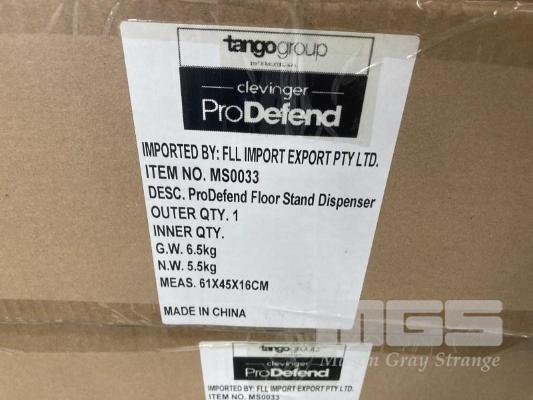 tangogroup
clevinger
ProDefend
IMPORTED BY: FLL IMPORT EXPORT PTY LTD.
ITEM NO. MS0033
DESC. ProDefend Floor Stand Dispenser
OUTER QTY. 1
INNER QTY.
G.W. 6.5kg
N.W. 5.5kg
MEAS. 61X45X16CM
MADE IN CHINA
MGS
Mason Gray Strange
tangogroup
clevinger
ProDefend
IMPORTED BY: FLL IMPORT EXPORT PTY LTD.
ITEM NO. MS0033